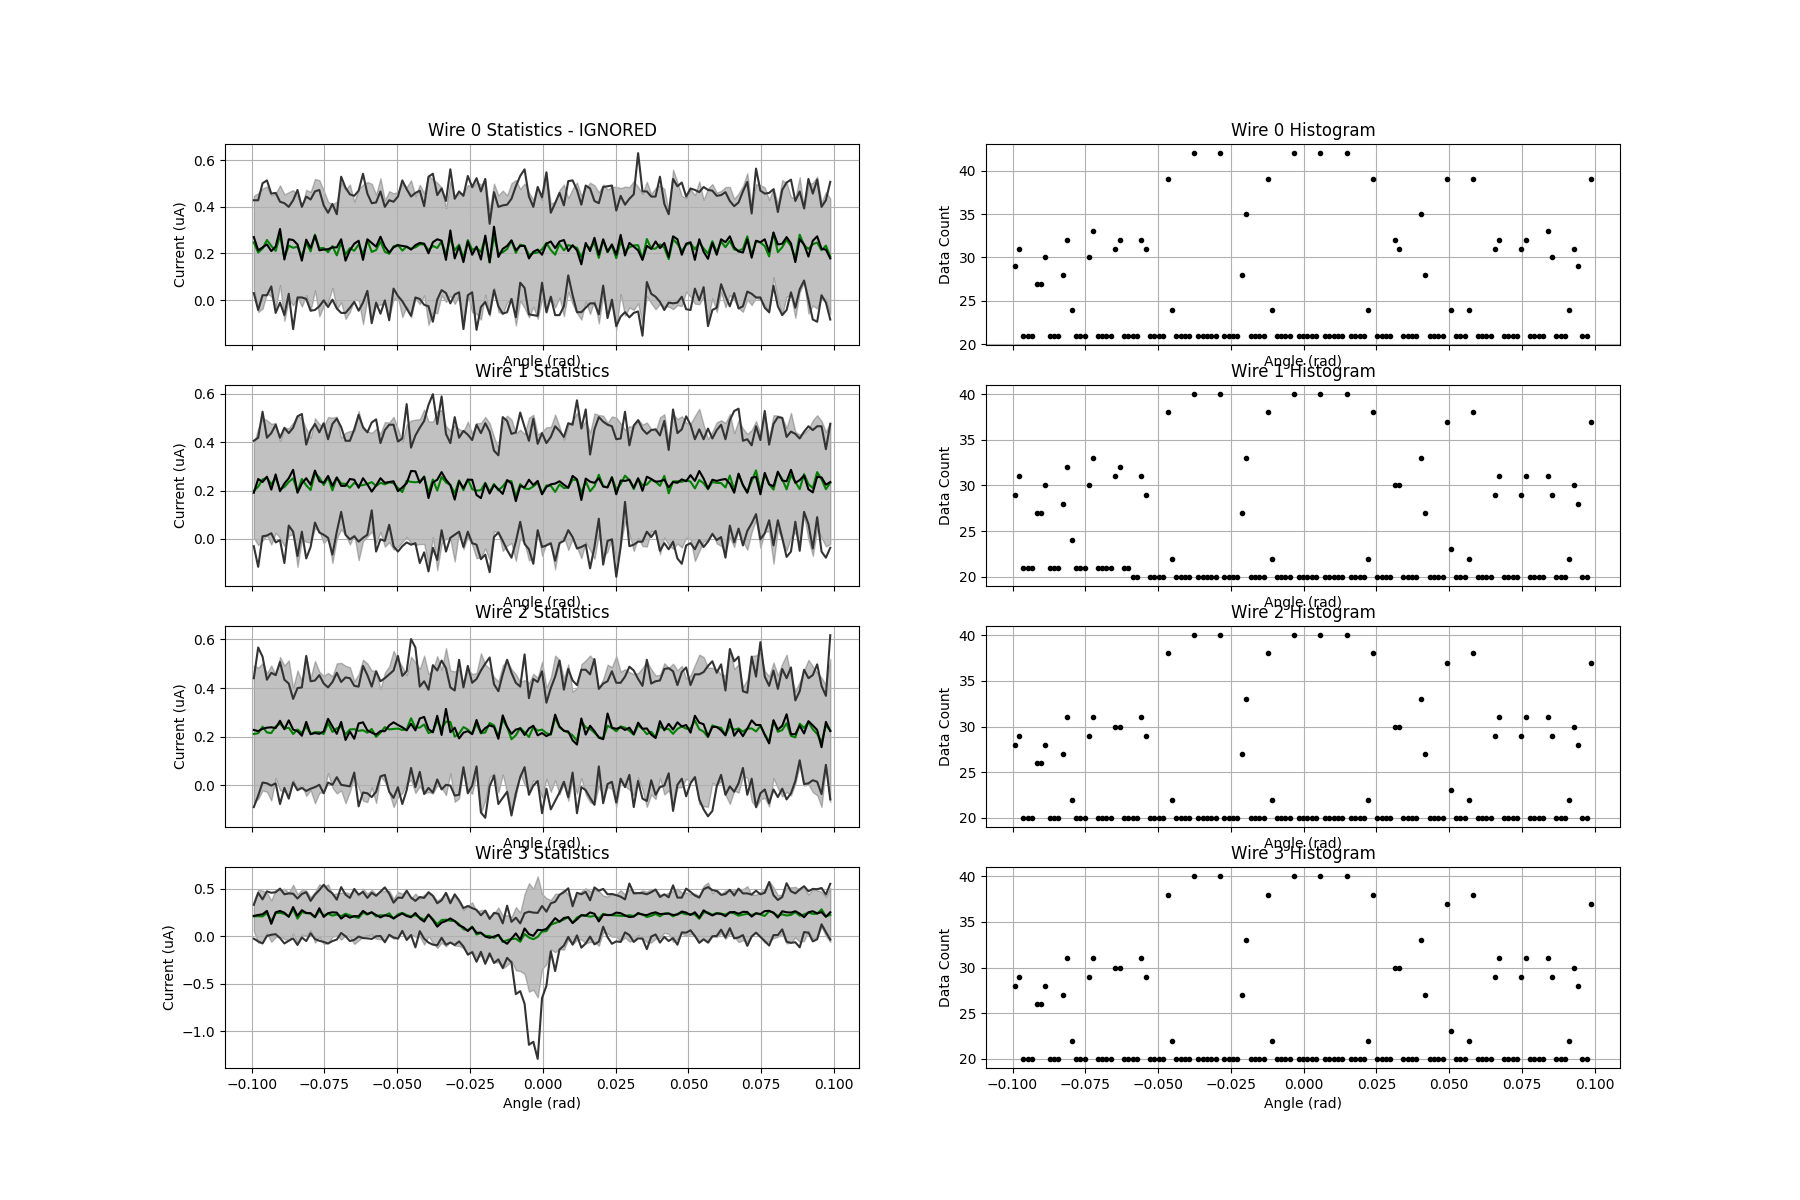 Wire 0 Statistics - IGNORED
Current (uA)
0.6
0.4
0.2
0.0
Angle (rad)
Wire 0 Histogram
Data Count
40
35
30
25
20
Angle (rad)
Wire 1 Statistics
Current (uA)
0.6
0.4
0.2
0.0
Angle (rad)
Wire 1 Histogram
Data Count
40
35
30
25
20
Angle (rad)
Wire 2 Statistics
Current (uA)
0.6
0.4
0.2
0.0
Angle (rad)
Wire 2 Histogram
Data Count
40
35
30
25
20
Angle (rad)
Wire 3 Statistics
Current (uA)
0.5
0.0
−0.5
−1.0
−0.100 −0.075 −0.050 −0.025 0.000 0.025 0.050 0.075 0.100
Angle (rad)
Wire 3 Histogram
Data Count
40
35
30
25
20
−0.100 −0.075 −0.050 −0.025 0.000 0.025 0.050 0.075 0.100
Angle (rad)